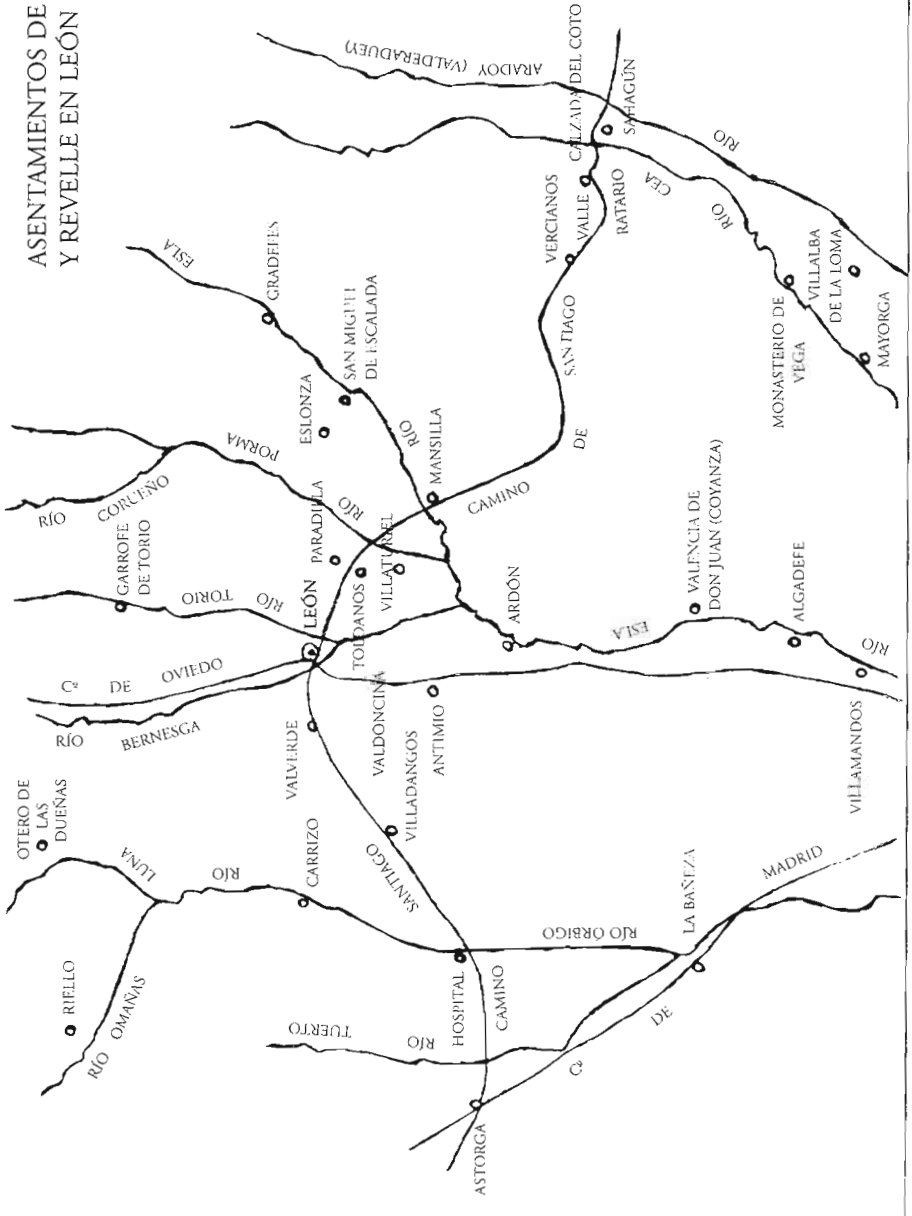 ASENTAMIENTOS DE
Y REVELLE EN LEÓN
OTERO DE
LAS
DUEÑAS
RIELLO
RÍO OMAÑAS
LUNA
RÍO
CARRIZO
RÍO
BERNESGA
Cª DE OVIEDO
GARROFE
DE TORIO
RÍO TORIO
RÍO
CORUEÑO
RÍO PORMA
ESLA
GRADEFES
ESLONZA
SAN MIGUEL
DE ESCALADA
RÍO
ARADOY (VALDERADUEY)
RÍO
CALZADA DEL COTO
SAHAGÚN
VERCIANOS
VALLE
RATARIO
CEA
RÍO
VALVERDE
LEÓN
PARADILLA
TOLDANOS
VILLATURIEL
MANSILLA
CAMINO
DE
SANTIAGO
VALDONCINA
VILLADANGOS
ANTIMIO
ARDÓN
SANTIAGO
CAMINO
HOSPITAL
RÍO ÓRBIGO
TUERTO
RÍO
ASTORGA
Cª
DE
MADRID
LA BAÑEZA
ESLA
RÍO
VALENCIA DE
DON JUAN (COYANZA)
ALGADEFE
VILLAMANDOS
MONASTERIO DE
VEGA
VILLALBA
DE LA LOMA
MAYORGA